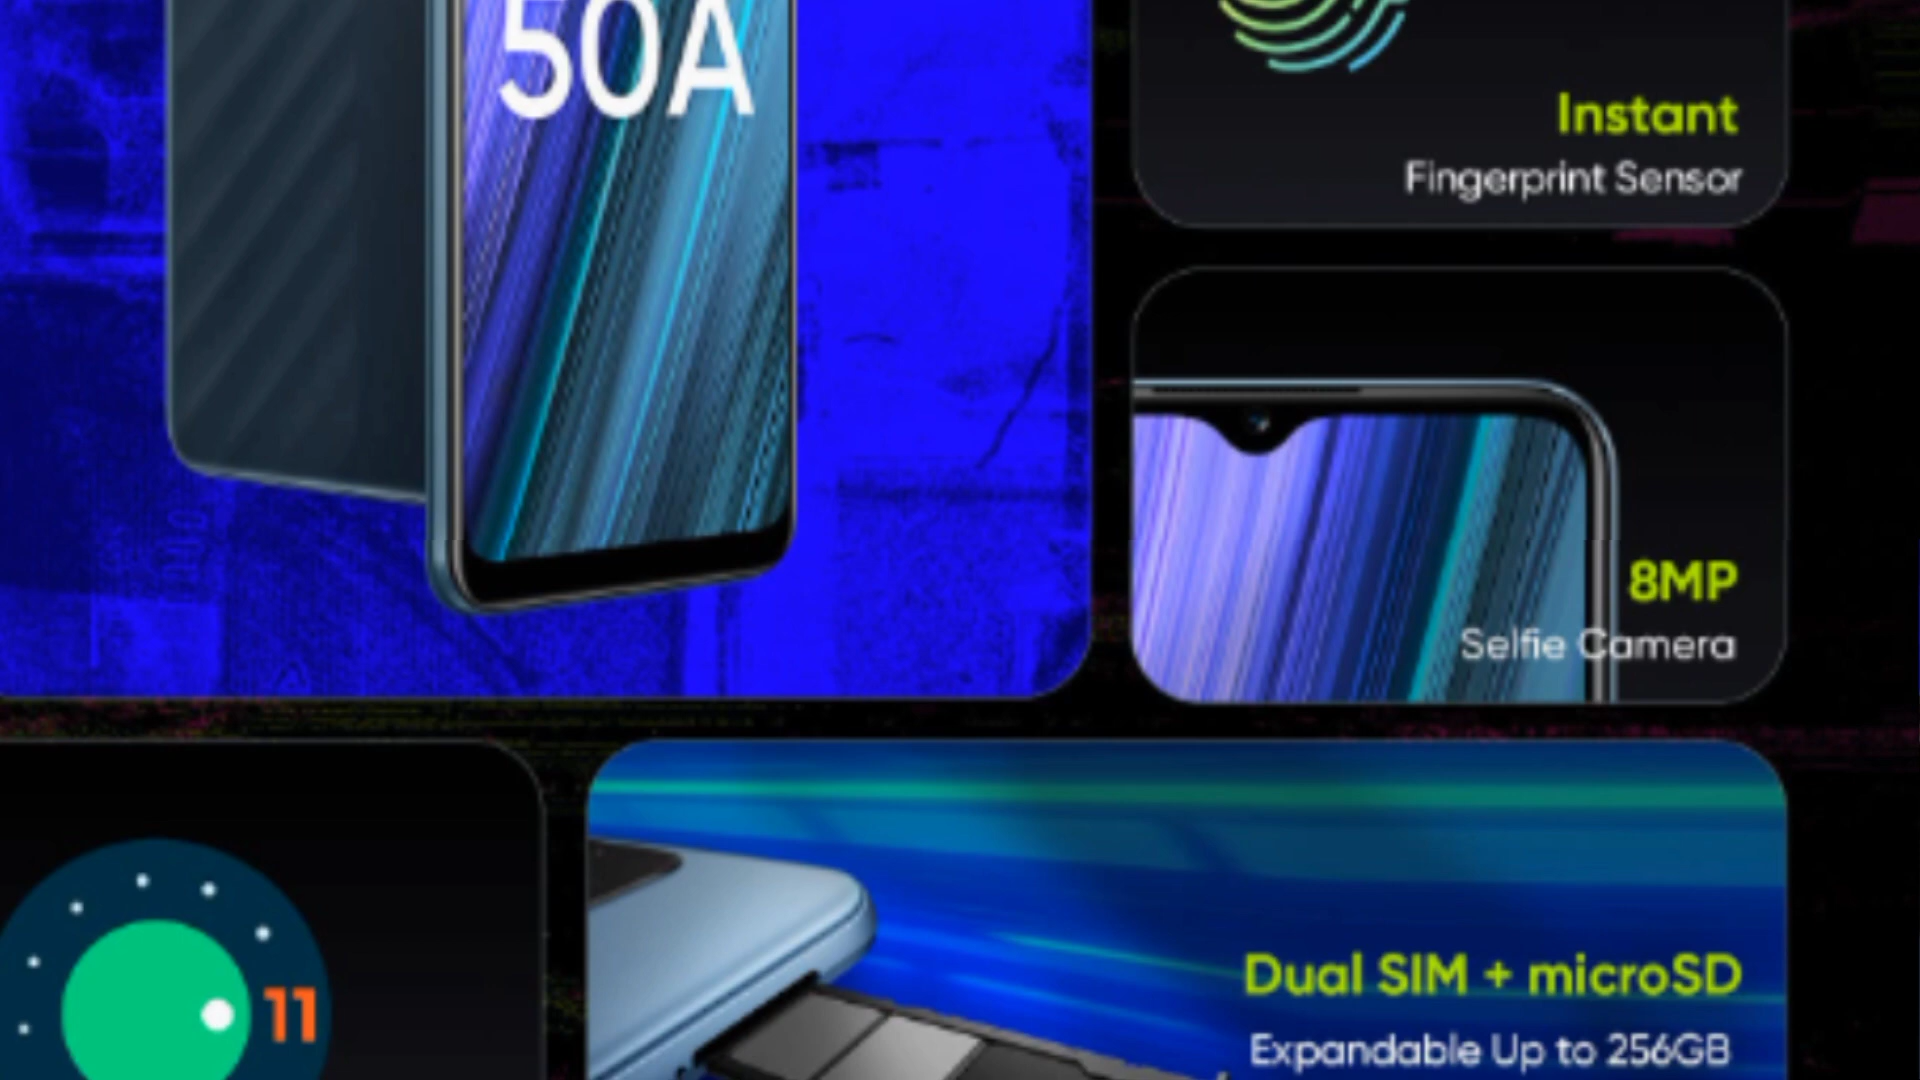 50A
Instant
Fingerprint Sensor
8MP
Selfie Camera
11
Dual SIM + microSD
Expandable Up to 256GB